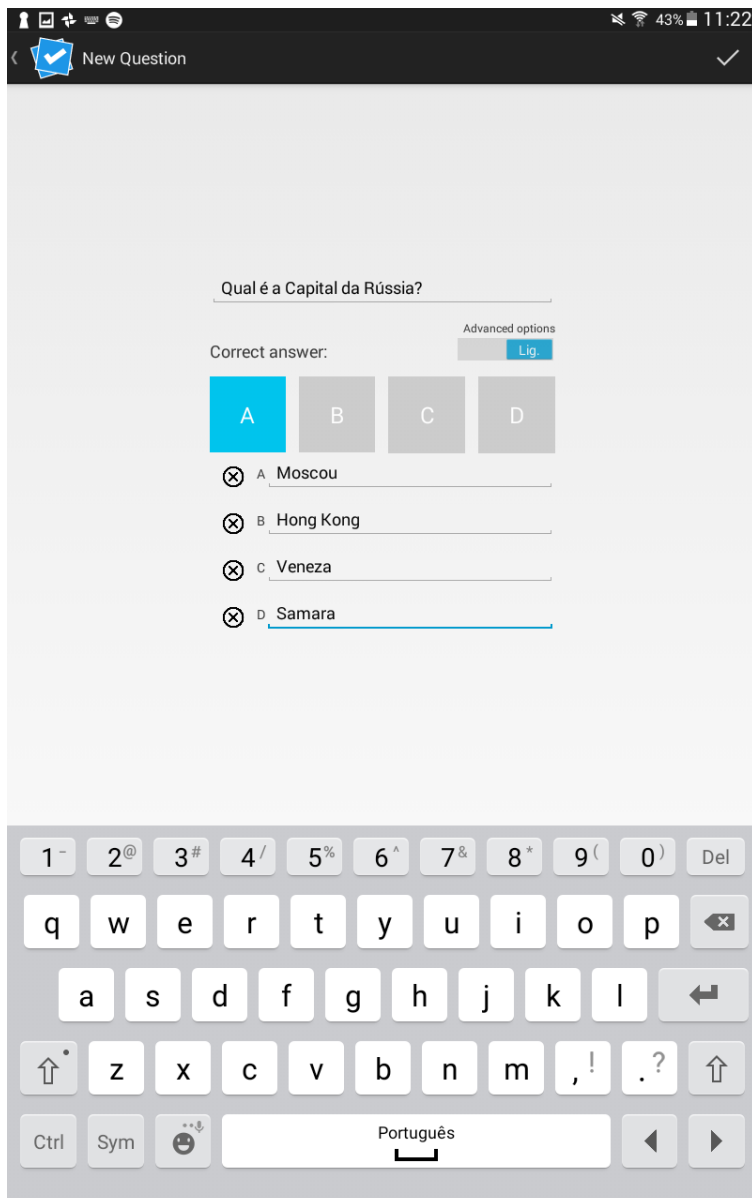 43% 11:22
New Question
Qual é a Capital da Rússia?
Advanced options
Correct answer:
Lig.
A B C D
A Moscou
B Hong Kong
C Veneza
D Samara
1 - 2 @ 3 # 4 / 5 % 6 ^ 7 & 8 * 9 ( 0 ) Del
q w e r t y u i o p
a s d f g h j k l
z x c v b n m , ! . ?
Ctrl Sym Português